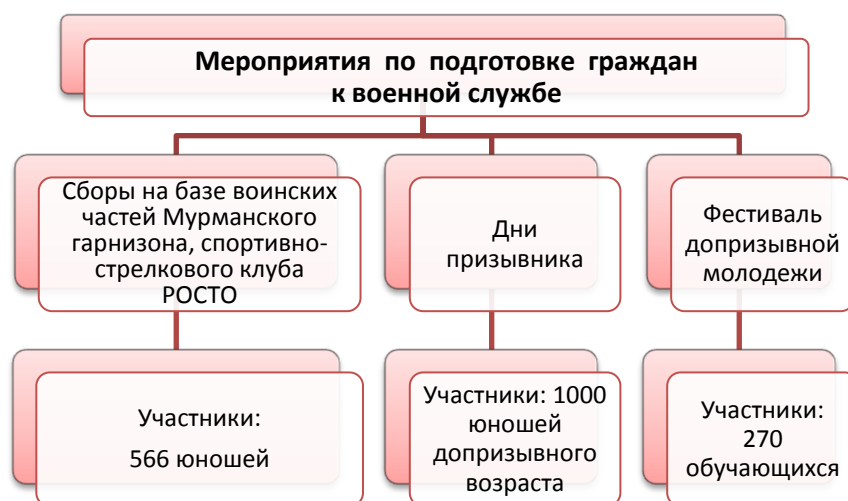 Мероприятия по подготовке граждан
к военной службе
Сборы на базе воинских
частей Мурманского
гарнизона, спортивно-
стрелкового клуба
РОСТО
Дни
призывника
Фестиваль
допризывной
молодежи
Участники:
566 юношей
Участники: 1000
юношей
допризывного
возраста
Участники:
270
обучающихся